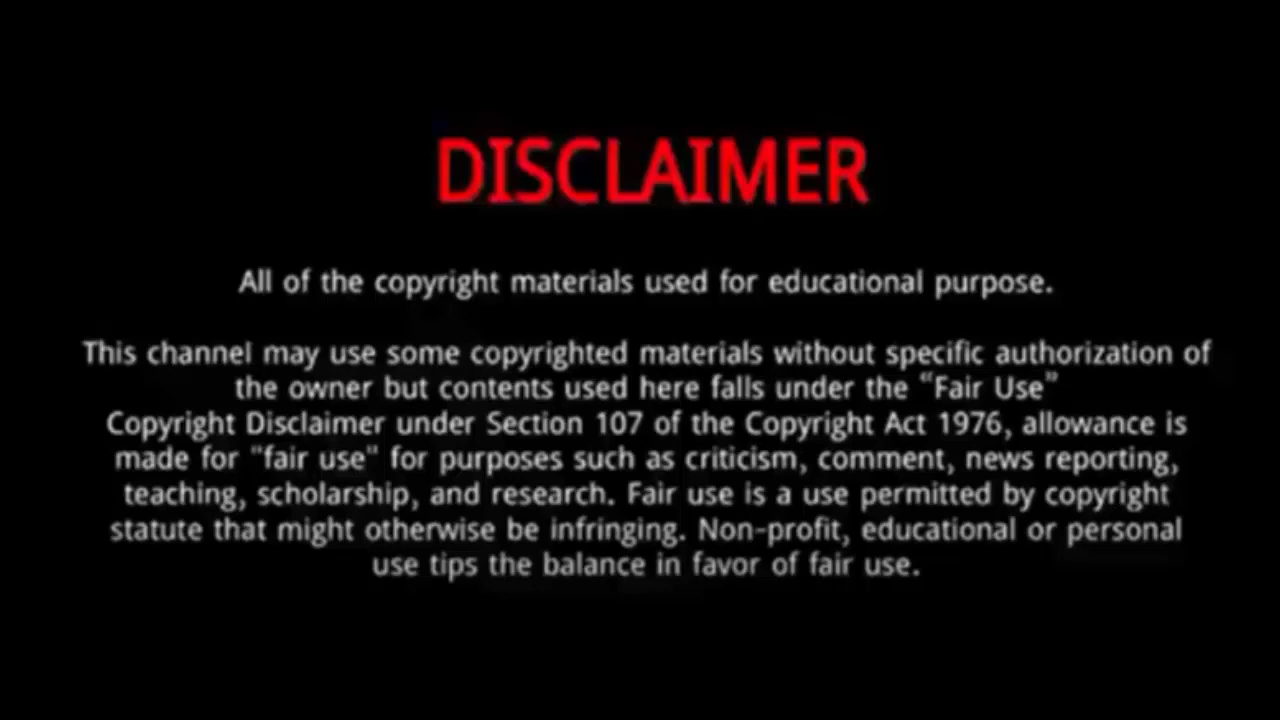 DISCLAIMER
All of the copyright materials used for educational purpose.
This channel may use some copyrighted materials without specific authorization of
the owner but contents used here falls under the “Fair Use”
Copyright Disclaimer under Section 107 of the Copyright Act 1976, allowance is
made for "fair use" for purposes such as criticism, comment, news reporting,
teaching, scholarship, and research. Fair use is a use permitted by copyright
statute that might otherwise be infringing. Non-profit, educational or personal
use tips the balance in favor of fair use.